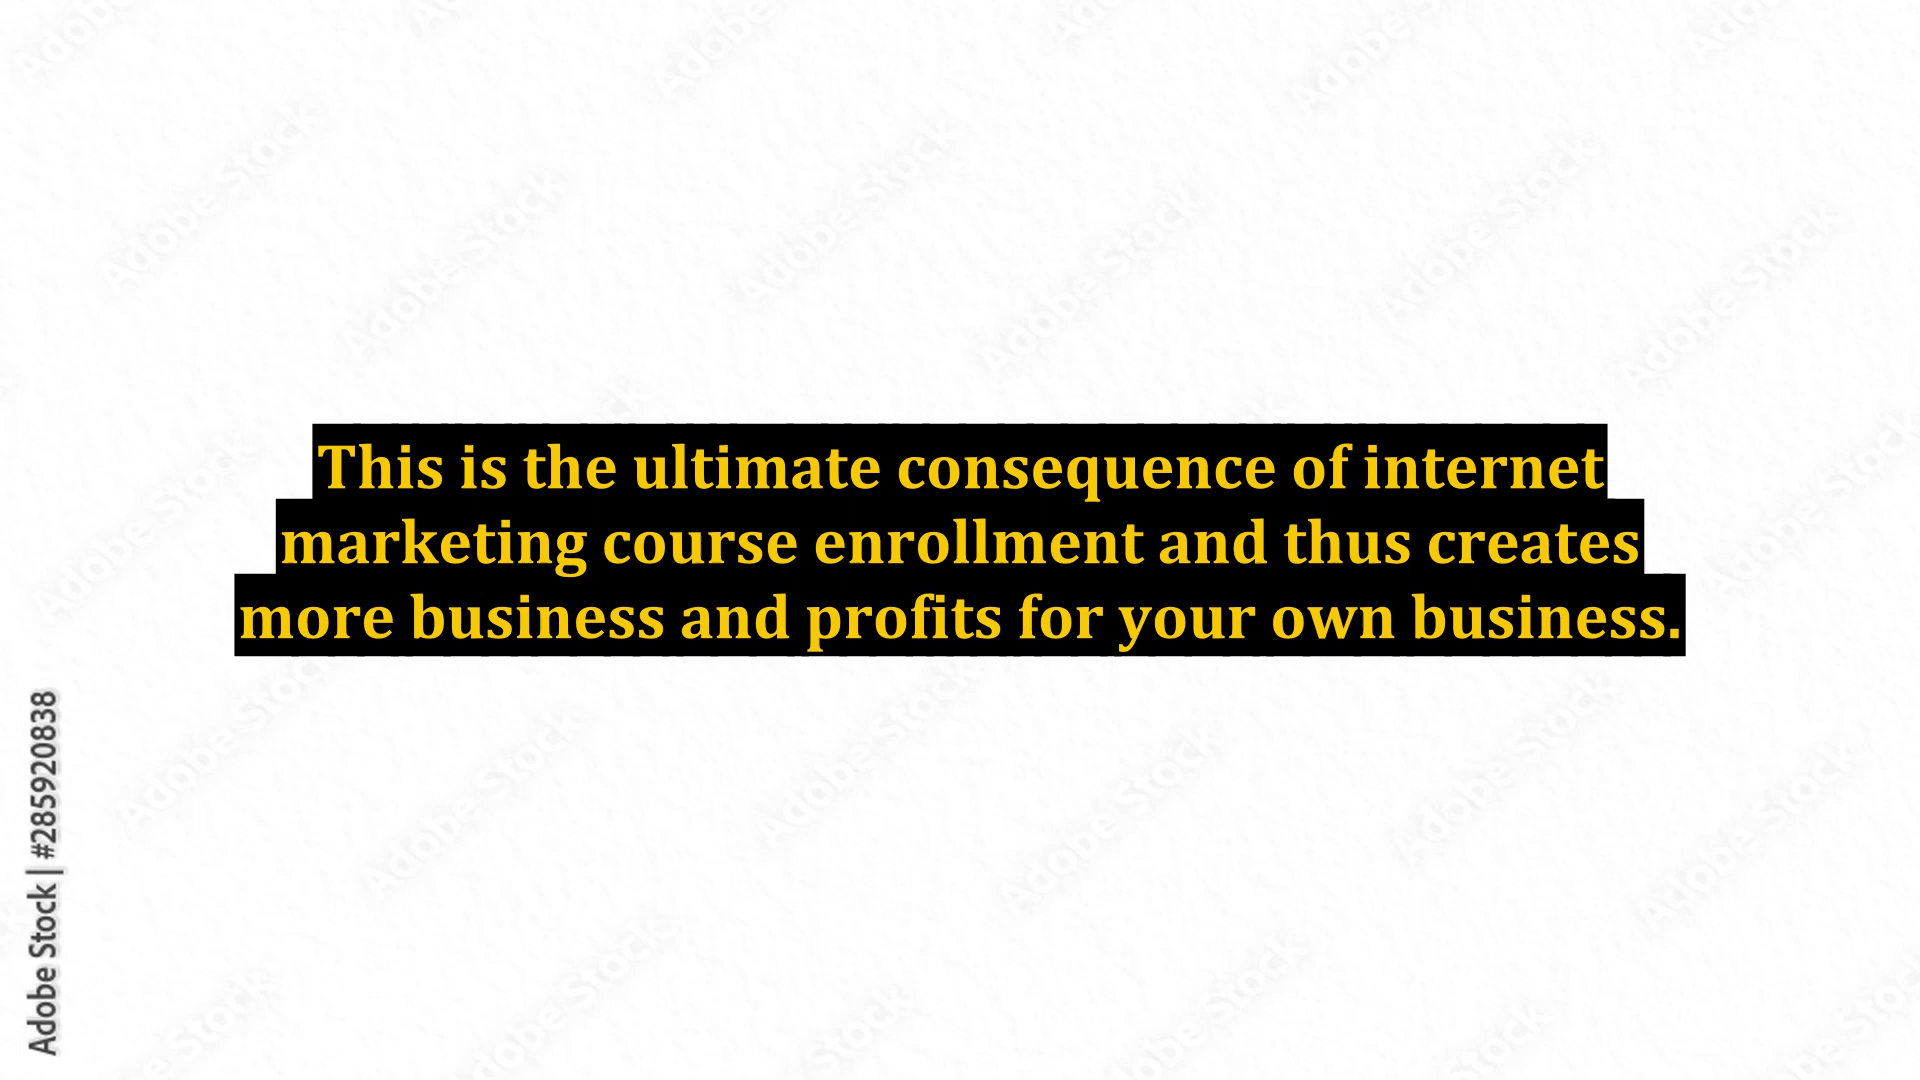 This is the ultimate consequence of internet
marketing course enrollment and thus creates
more business and profits for your own business.
Adobe Stock | #285920838